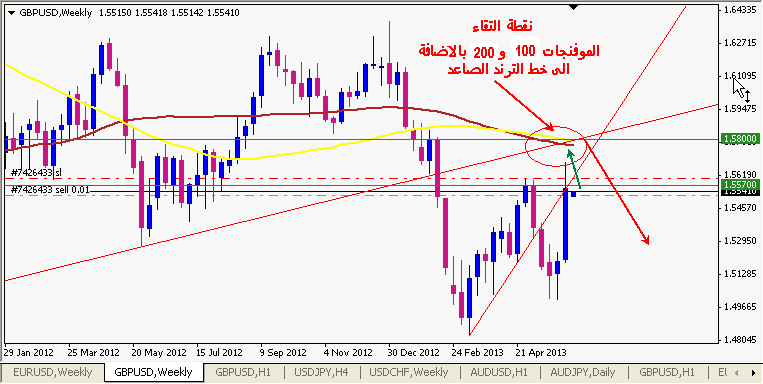 GBPUSD,Weekly 1.55150 1.55418 1.55142 1.55410
نقطة التقاء
الموفنجات 100 و 200 بالاضافة
الى خط الترند الصاعد
1.64335
1.62715
1.61095
1.59475
1.58000
1.56190
1.55700
1.55410
1.54570
1.52950
1.51285
1.49665
1.48045
#7426433 sl
#7426433 sell 0.01
29 Jan 2012 25 Mar 2012 20 May 2012 15 Jul 2012 9 Sep 2012 4 Nov 2012 30 Dec 2012 24 Feb 2013 21 Apr 2013
EURUSD,Weekly GBPUSD,Weekly GBPUSD,H1 USDJPY,H4 USDCHF,Weekly AUDUSD,H1 AUDJPY,Daily GBPUSD,H1 EU